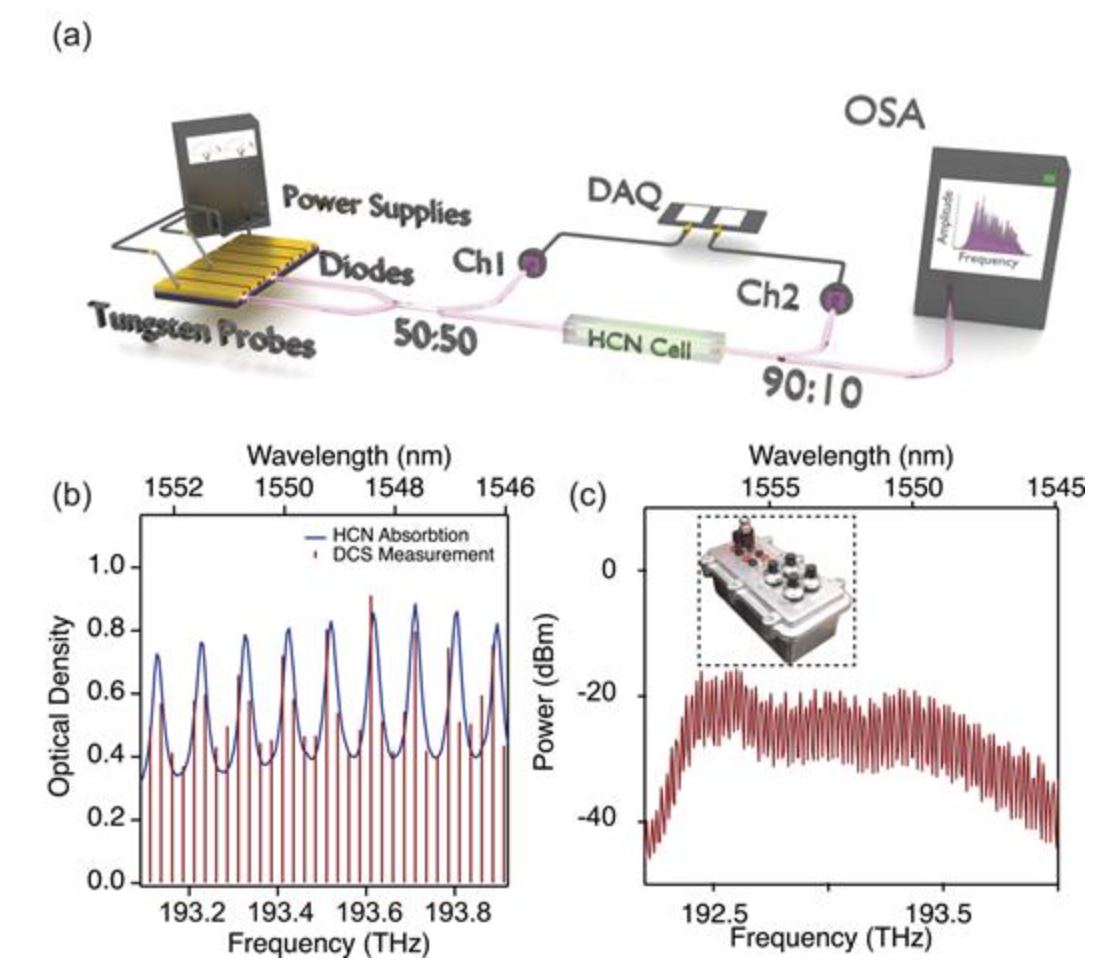 (a)
OSA
Power Supplies
DAQ
Amplitude
Frequency
Diodes
Ch1
Ch2
Tungsten Probes
50:50
HCN Cell
90:10
(b)
Wavelength (nm)
1552 1550 1548 1546
HCN Absorbtion
DCS Measurement
Optical Density
1.0
0.8
0.6
0.4
0.2
0.0
193.2 193.4 193.6 193.8
Frequency (THz)
(c)
Wavelength (nm)
1555 1550 1545
Power (dBm)
0
-20
-40
192.5 193.5
Frequency (THz)